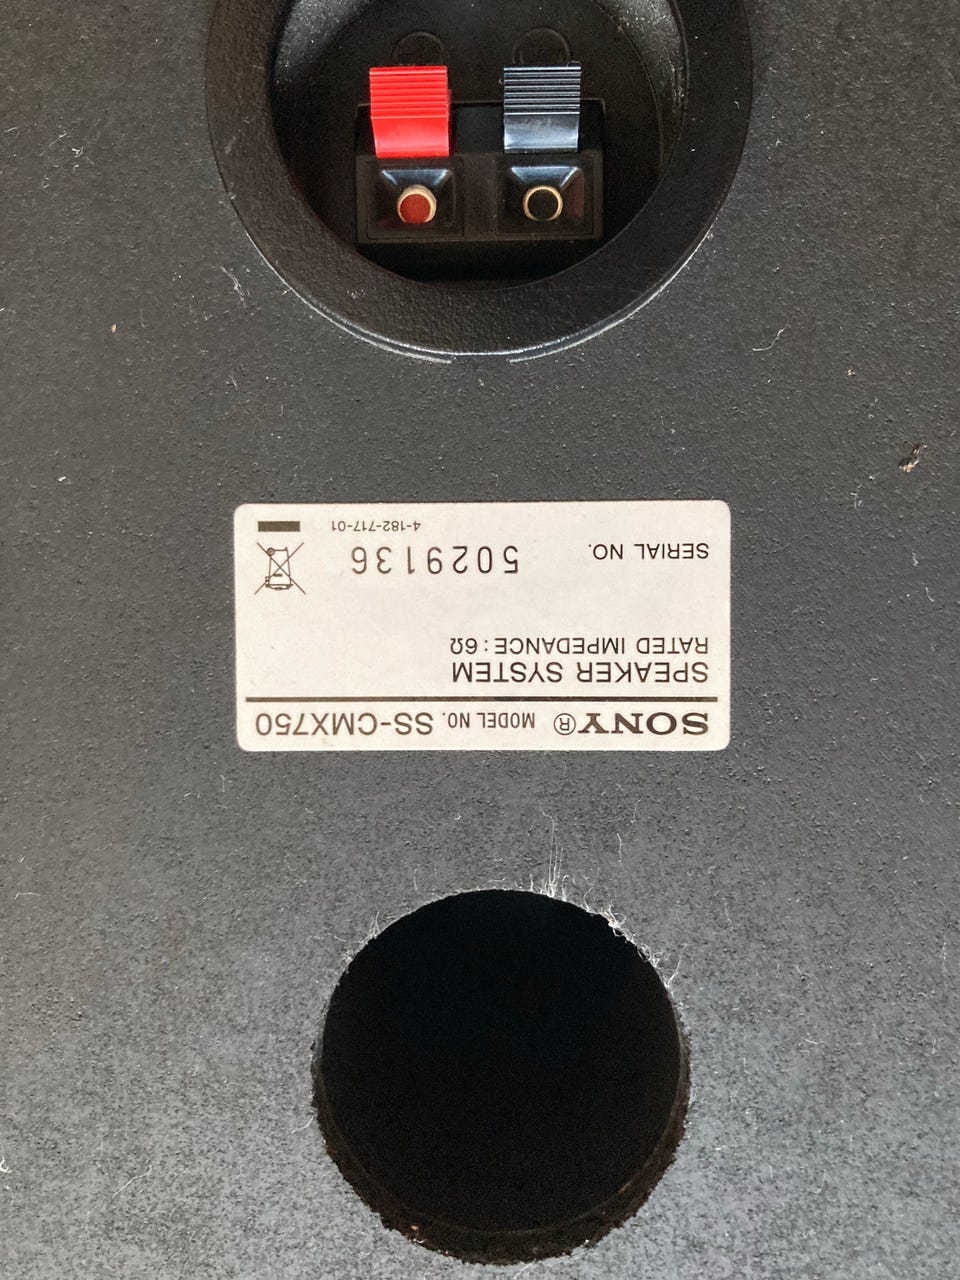 SONY® MODEL NO. SS-CMX750
SPEAKER SYSTEM
RATED IMPEDANCE : 6Ω
SERIAL NO. 5029136
4-182-717-01